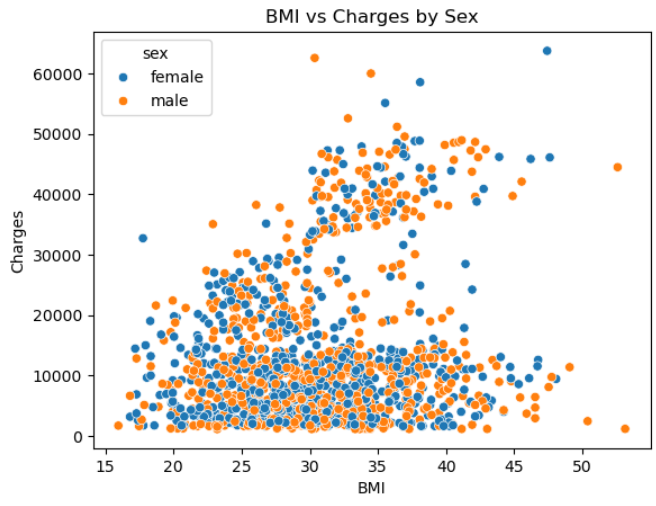 BMI vs Charges by Sex
sex
female
male
60000
50000
40000
30000
20000
10000
0
Charges
15 20 25 30 35 40 45 50
BMI